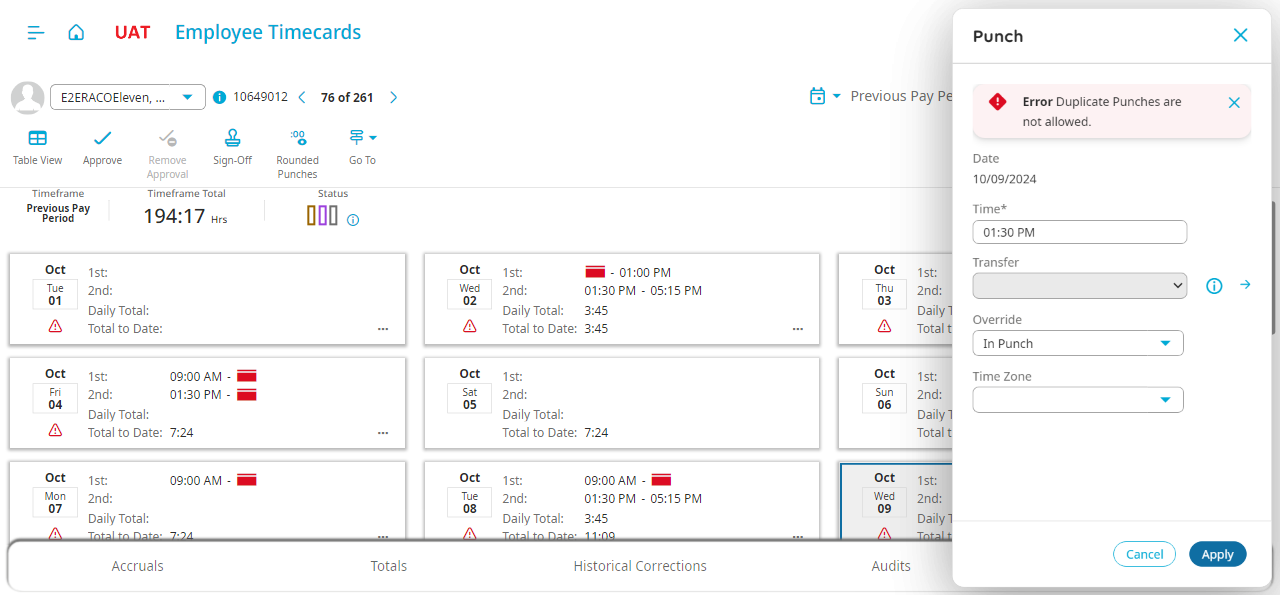 UAT
Employee Timecards
E2ERACOEleven, ...
10649012
76 of 261
Previous Pay Pe
Table View
Approve
Remove
Approval
Sign-Off
:00
Rounded
Punches
Go To
Timeframe
Previous Pay
Period
Timeframe Total
194:17 Hrs
Status
Oct
Tue
01
1st:
2nd:
Daily Total:
Total to Date:
...
Oct
Wed
02
1st: - 01:00 PM
2nd: 01:30 PM - 05:15 PM
Daily Total: 3:45
Total to Date: 3:45
...
Oct
Thu
03
1st:
2nd:
Daily T
Total t
Oct
Fri
04
1st: 09:00 AM -
2nd: 01:30 PM -
Daily Total:
Total to Date: 7:24
...
Oct
Sat
05
1st:
2nd:
Daily Total:
Total to Date: 7:24
Oct
Sun
06
1st:
2nd:
Daily T
Total t
Oct
Mon
07
1st: 09:00 AM -
2nd:
Daily Total:
Total to Date: 7:24
...
Oct
Tue
08
1st: 09:00 AM -
2nd: 01:30 PM - 05:15 PM
Daily Total: 3:45
Total to Date: 11:09
...
Oct
Wed
09
1st:
2nd:
Daily T
Total t
Accruals
Totals
Historical Corrections
Audits
Punch
Error Duplicate Punches are
not allowed.
Date
10/09/2024
Time*
01:30 PM
Transfer
Override
In Punch
Time Zone
Cancel
Apply